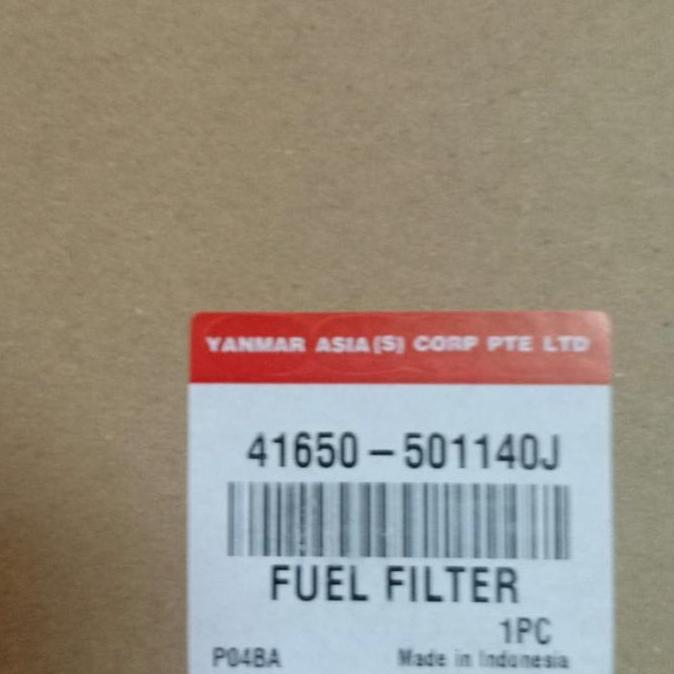 YANMAR ASIA(S) CORP PTE LTD
41650-501140J
FUEL FILTER
1PC
P04BA Made in Indonesia